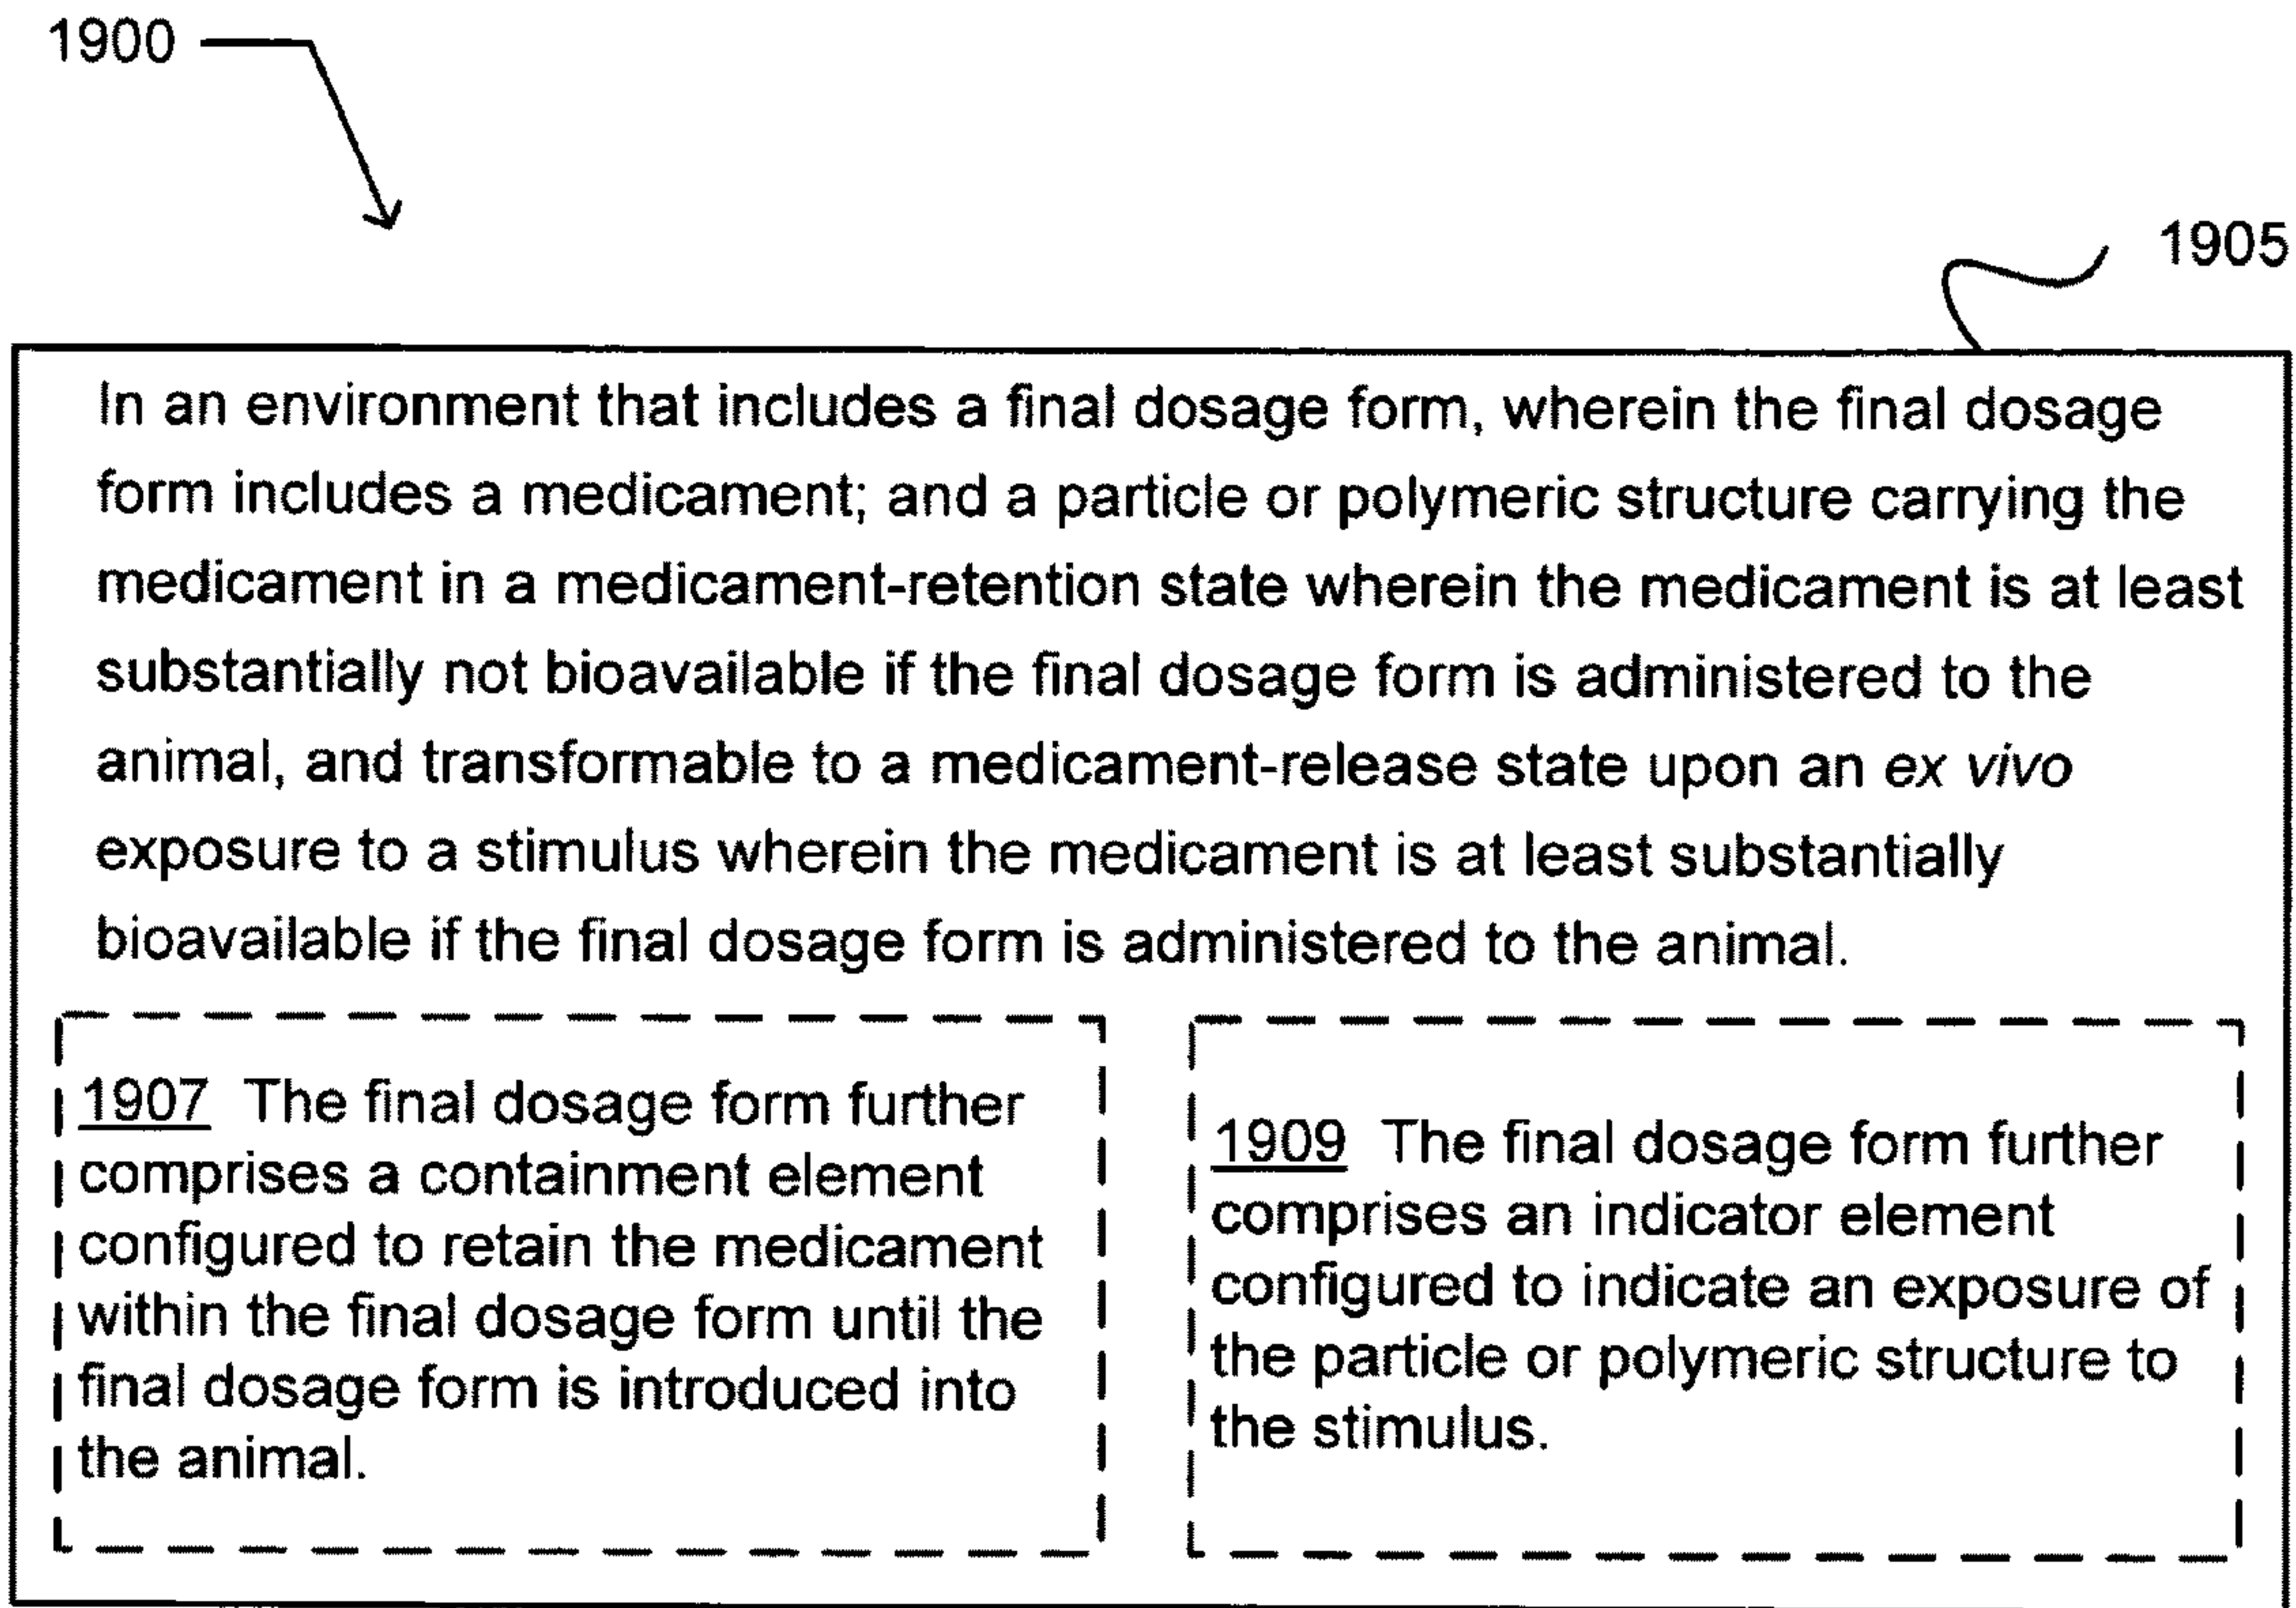 1900
1905
In an environment that includes a final dosage form, wherein the final dosage
form includes a medicament; and a particle or polymeric structure carrying the
medicament in a medicament-retention state wherein the medicament is at least
substantially not bioavailable if the final dosage form is administered to the
animal, and transformable to a medicament-release state upon an ex vivo
exposure to a stimulus wherein the medicament is at least substantially
bioavailable if the final dosage form is administered to the animal.
1907 The final dosage form further
comprises a containment element
configured to retain the medicament
within the final dosage form until the
final dosage form is introduced into
the animal.
1909 The final dosage form further
comprises an indicator element
configured to indicate an exposure of
the particle or polymeric structure to
the stimulus.